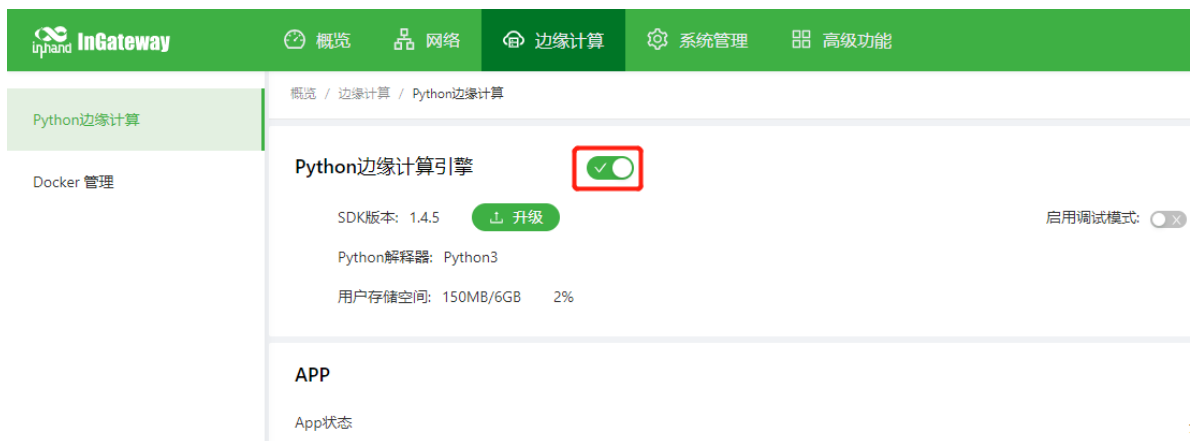 inhand InGateway 概览 网络 边缘计算 系统管理 高级功能
概览 / 边缘计算 / Python边缘计算
Python边缘计算
Docker 管理
Python边缘计算引擎
SDK版本: 1.4.5 升级 启用调试模式:
Python解释器: Python3
用户存储空间: 150MB/6GB 2%
APP
App状态